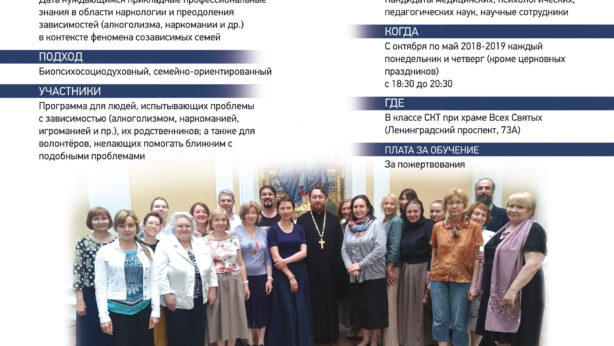 Дать нуждающимся прикладные профессиональные
знания в области наркологии и преодоления
зависимостей (алкоголизма, наркомании и др.)
в контексте феномена созависимых семей
ПОДХОД
Биопсихосоциодуховный, семейно-ориентированный
УЧАСТНИКИ
Программа для людей, испытывающих проблемы
с зависимостью (алкоголизмом, наркоманией,
игроманией и пр.), их родственников; а также для
волонтёров, желающих помогать ближним с
подобными проблемами
Кандидаты медицинских, психологических,
педагогических наук, научные сотрудники
КОГДА
С октября по май 2018-2019 каждый
понедельник и четверг (кроме церковных
праздников)
с 18:30 до 20:30
ГДЕ
В классе СКТ при храме Всех Святых
(Ленинградский проспект, 73А)
ПЛАТА ЗА ОБУЧЕНИЕ
За пожертвования